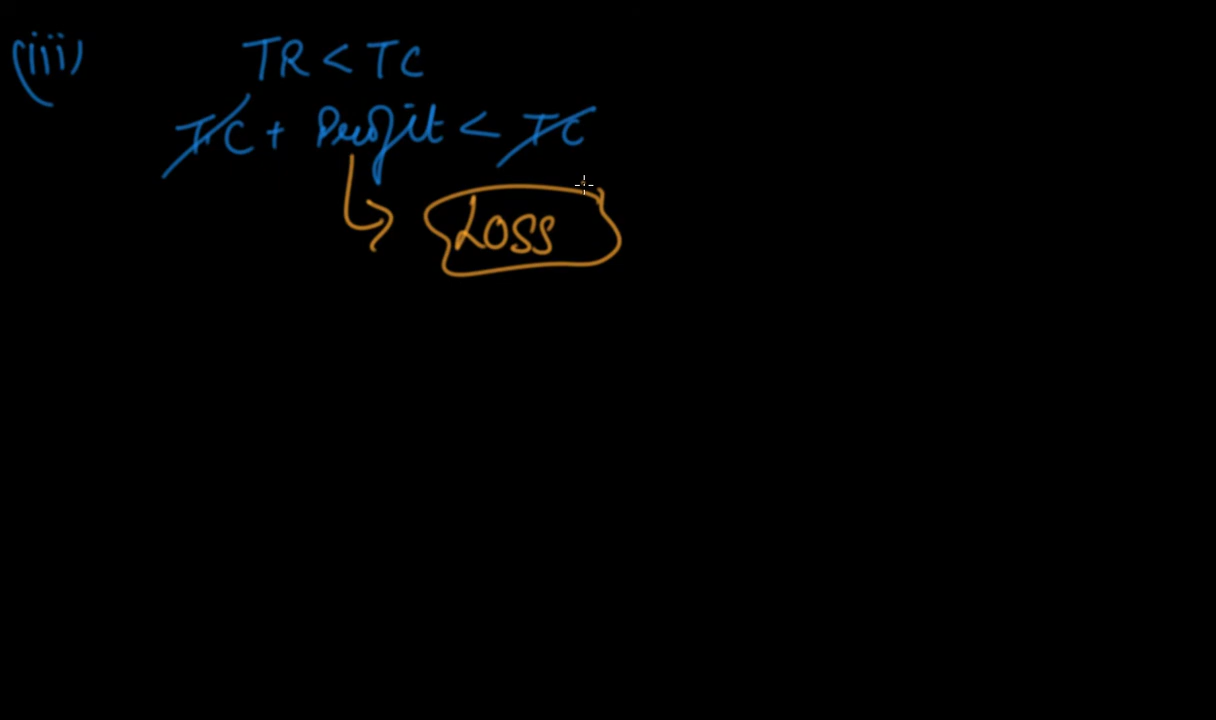 (iii) TR < TC
TC + Profit < TC
Loss